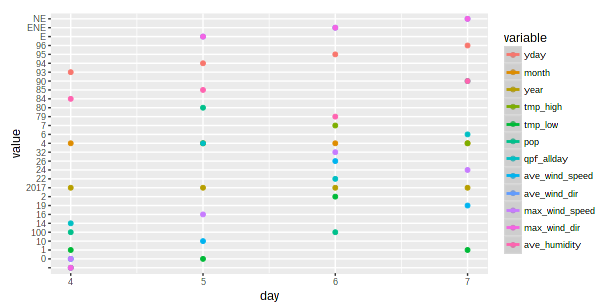 NE
ENE
E
96
95
94
93
90
85
84
80
79
7
6
4
32
26
24
22
2017
2
19
16
14
100
10
1
0
4
5
6
7
day
value
variable
yday
month
year
tmp_high
tmp_low
pop
qpf_allday
ave_wind_speed
ave_wind_dir
max_wind_speed
max_wind_dir
ave_humidity